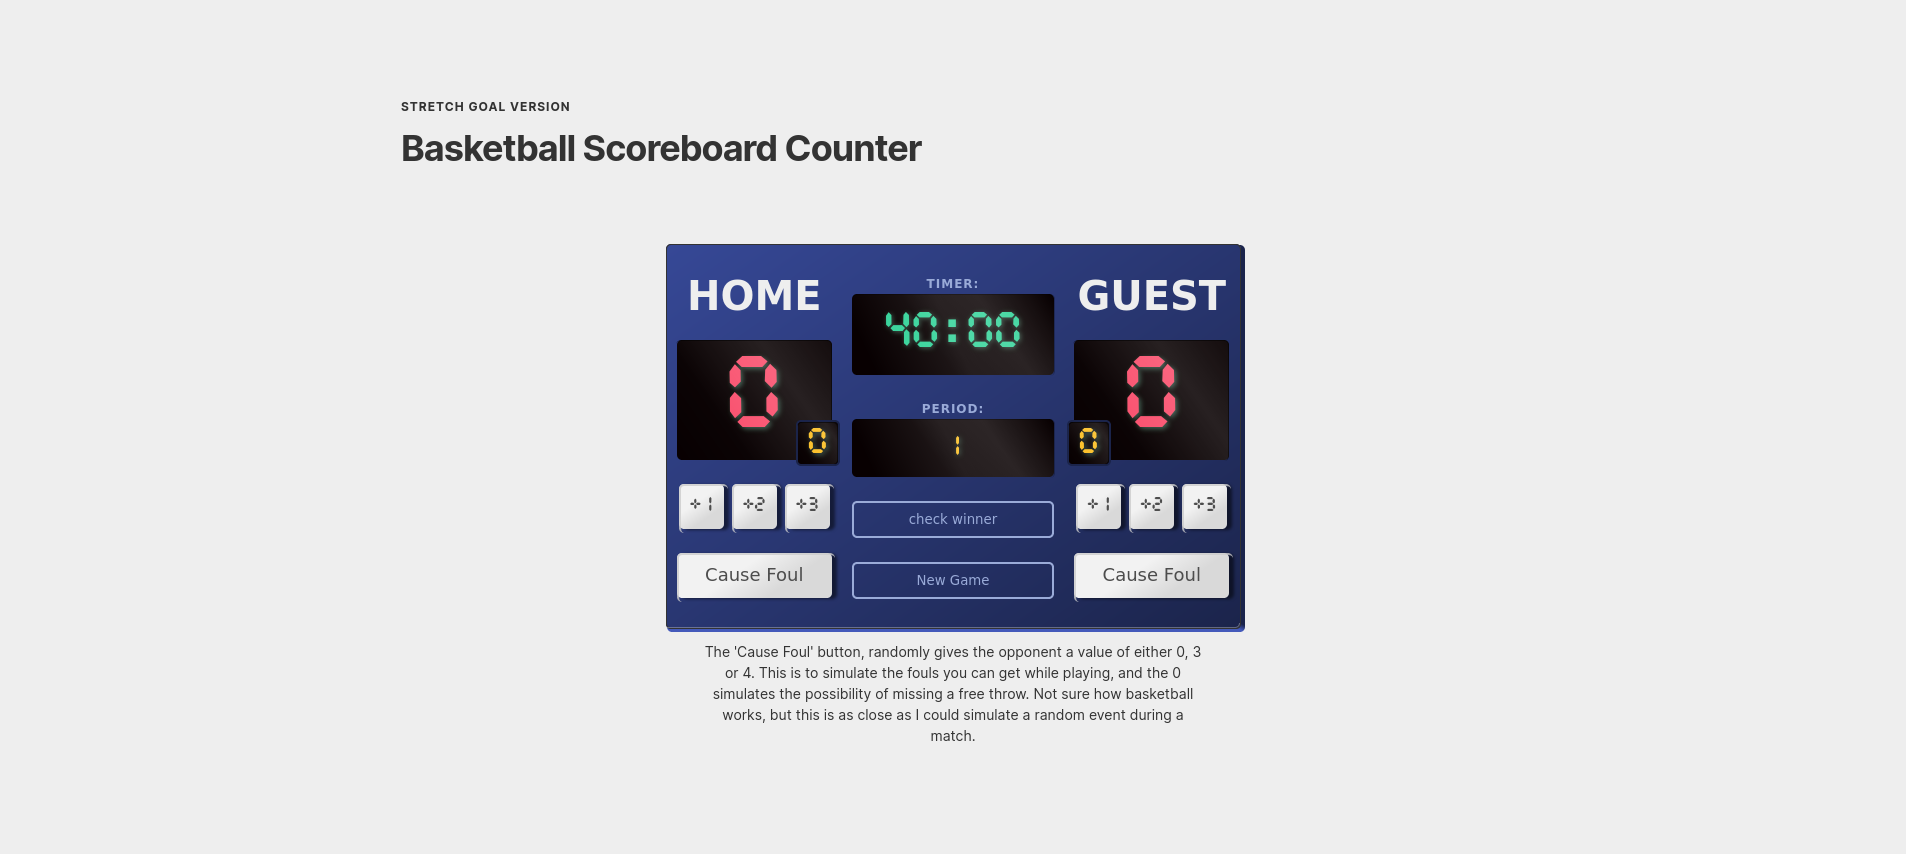 STRETCH GOAL VERSION
Basketball Scoreboard Counter
HOME
TIMER:
GUEST
40:00
0
0
PERIOD:
0
1
0
+1 +2 +3
+1 +2 +3
check winner
Cause Foul
New Game
Cause Foul
The 'Cause Foul' button, randomly gives the opponent a value of either 0, 3
or 4. This is to simulate the fouls you can get while playing, and the 0
simulates the possibility of missing a free throw. Not sure how basketball
works, but this is as close as I could simulate a random event during a
match.